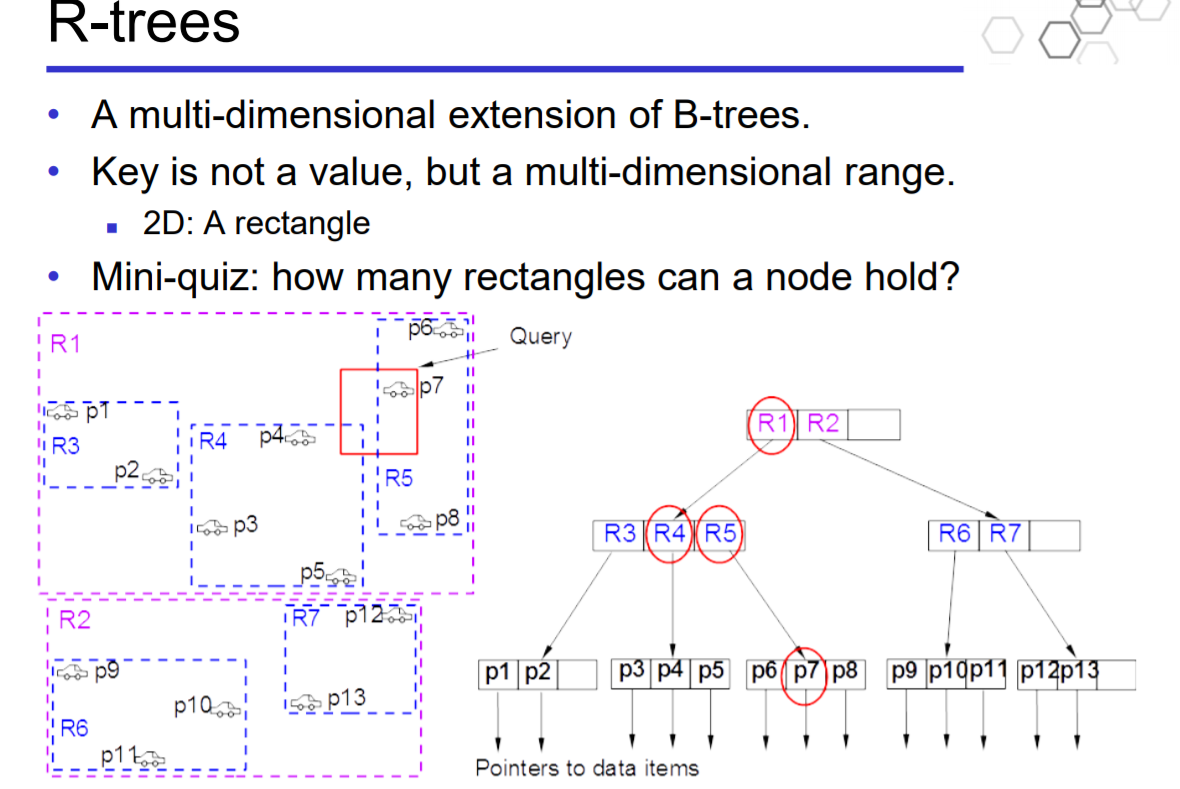 R-trees
• A multi-dimensional extension of B-trees.
• Key is not a value, but a multi-dimensional range.
▪ 2D: A rectangle
• Mini-quiz: how many rectangles can a node hold?
R1
p6
Query
p7
p1
R3
p2
R4
p4
R5
p3
p8
p5
R2
R7
p12
p9
p10
p13
R6
p11
R1 R2
R3 R4 R5
R6 R7
p1 p2
p3 p4 p5
p6 p7 p8
p9 p10 p11
p12 p13
Pointers to data items